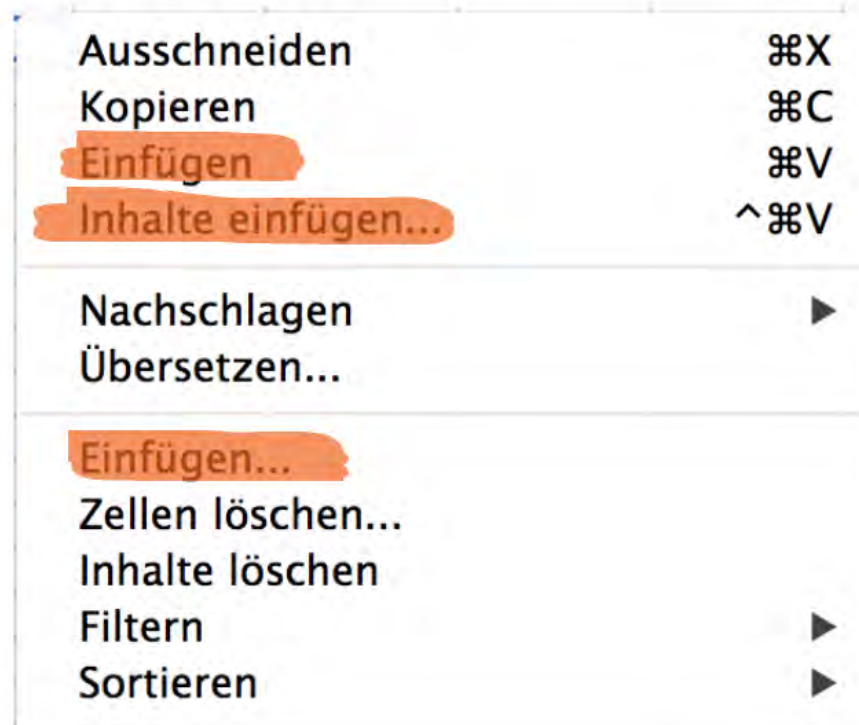 Ausschneiden ⌘X
Kopieren ⌘C
Einfügen ⌘V
Inhalte einfügen... ^⌘V
Nachschlagen ▶
Übersetzen...
Einfügen...
Zellen löschen...
Inhalte löschen
Filtern ▶
Sortieren ▶